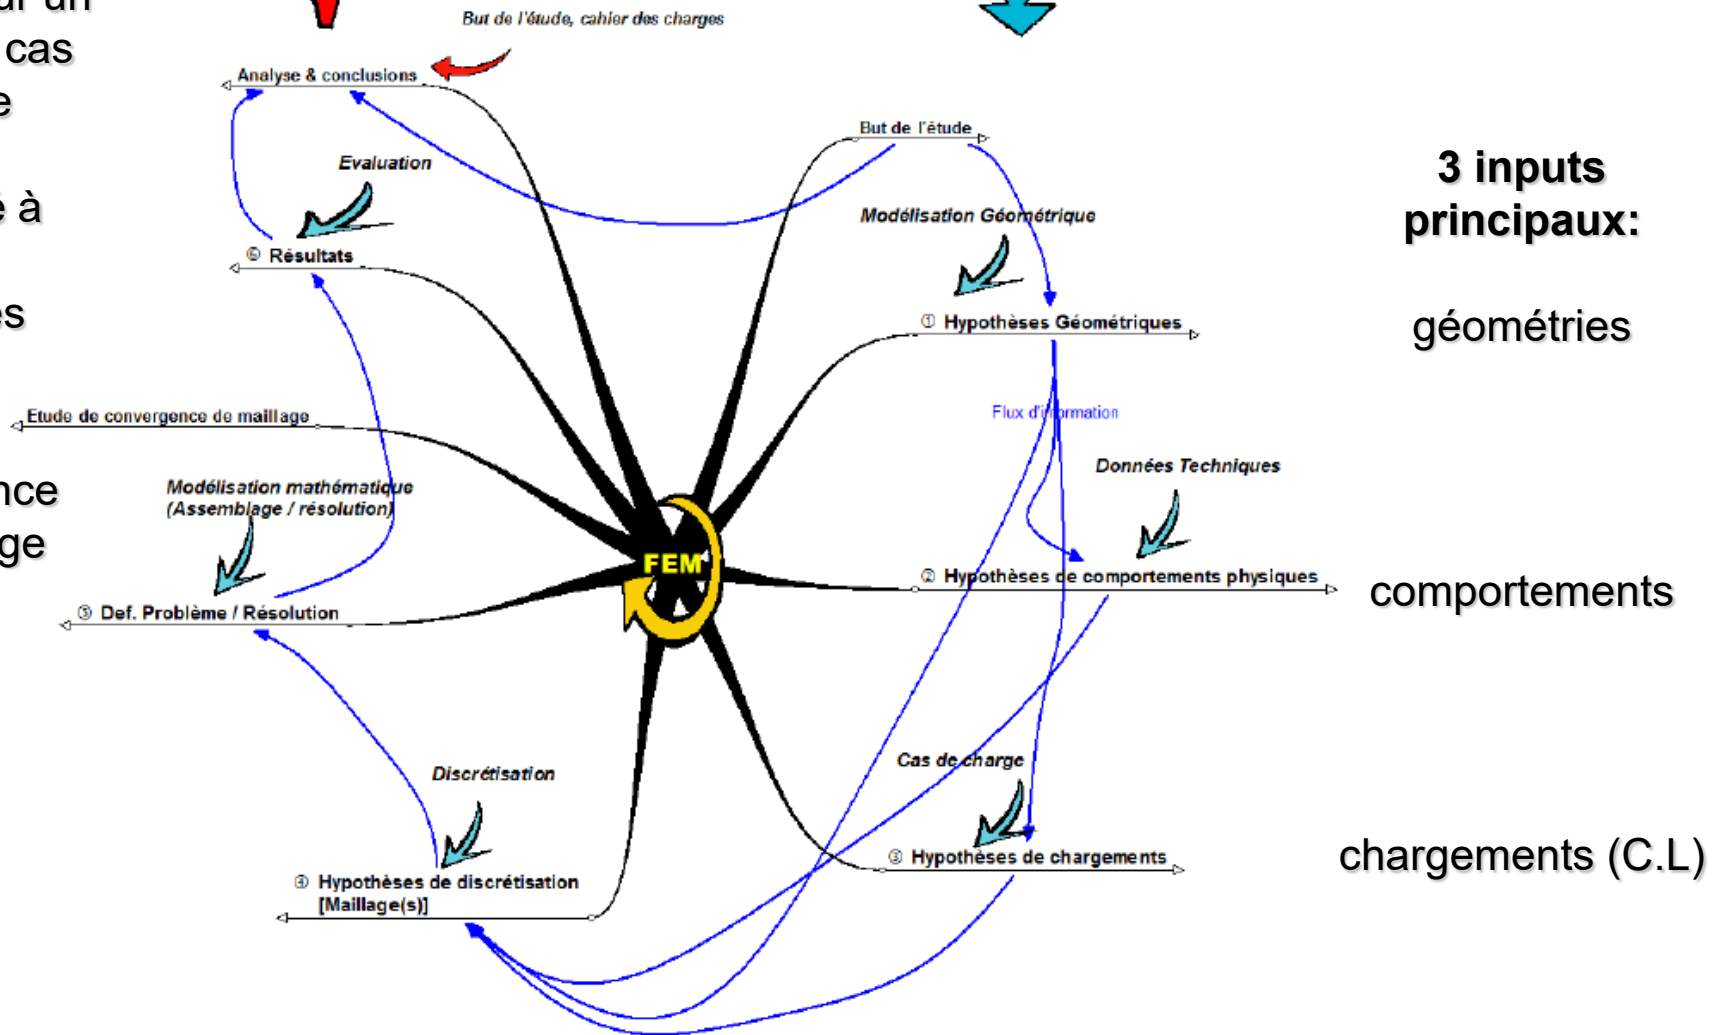 ur un
cas
e
é à
es
nce
ge
But de l'étude, cahier des charges
Analyse & conclusions
But de l'étude
Evaluation
Modélisation Géométrique
⑥ Résultats
① Hypothèses Géométriques
Etude de convergence de maillage
Flux d'information
Données Techniques
Modélisation mathématique
(Assemblage / résolution)
FEM
② Hypothèses de comportements physiques
⑤ Def. Problème / Résolution
Cas de charge
Discrétisation
③ Hypothèses de chargements
④ Hypothèses de discrétisation
[Maillage(s)]
3 inputs
principaux:
géométries
comportements
chargements (C.L)